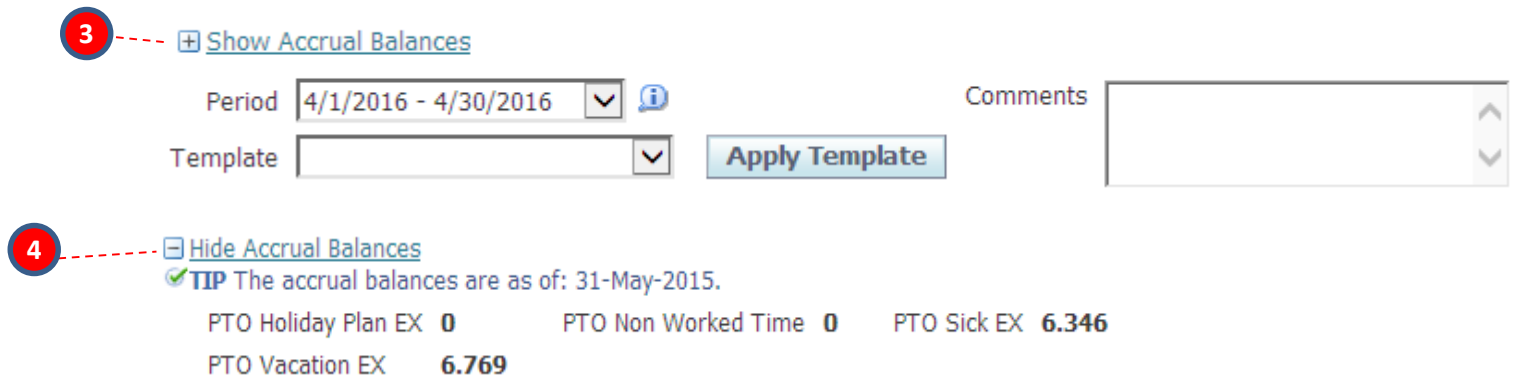 3 Show Accrual Balances
Period 4/1/2016 - 4/30/2016 Comments
Template Apply Template
4 Hide Accrual Balances
TIP The accrual balances are as of: 31-May-2015.
PTO Holiday Plan EX 0 PTO Non Worked Time 0 PTO Sick EX 6.346
PTO Vacation EX 6.769